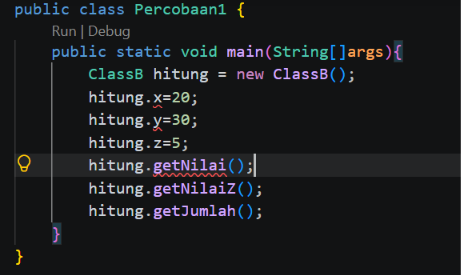 public class Percobaan1 {
Run | Debug
public static void main(String[]args){
ClassB hitung = new ClassB();
hitung.x=20;
hitung.y=30;
hitung.z=5;
hitung.getNilai();
hitung.getNilaiZ();
hitung.getJumlah();
}
}